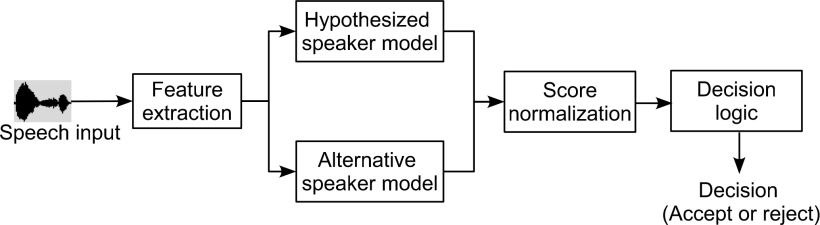 Speech input
Feature
extraction
Hypothesized
speaker model
Alternative
speaker model
Score
normalization
Decision
logic
Decision
(Accept or reject)